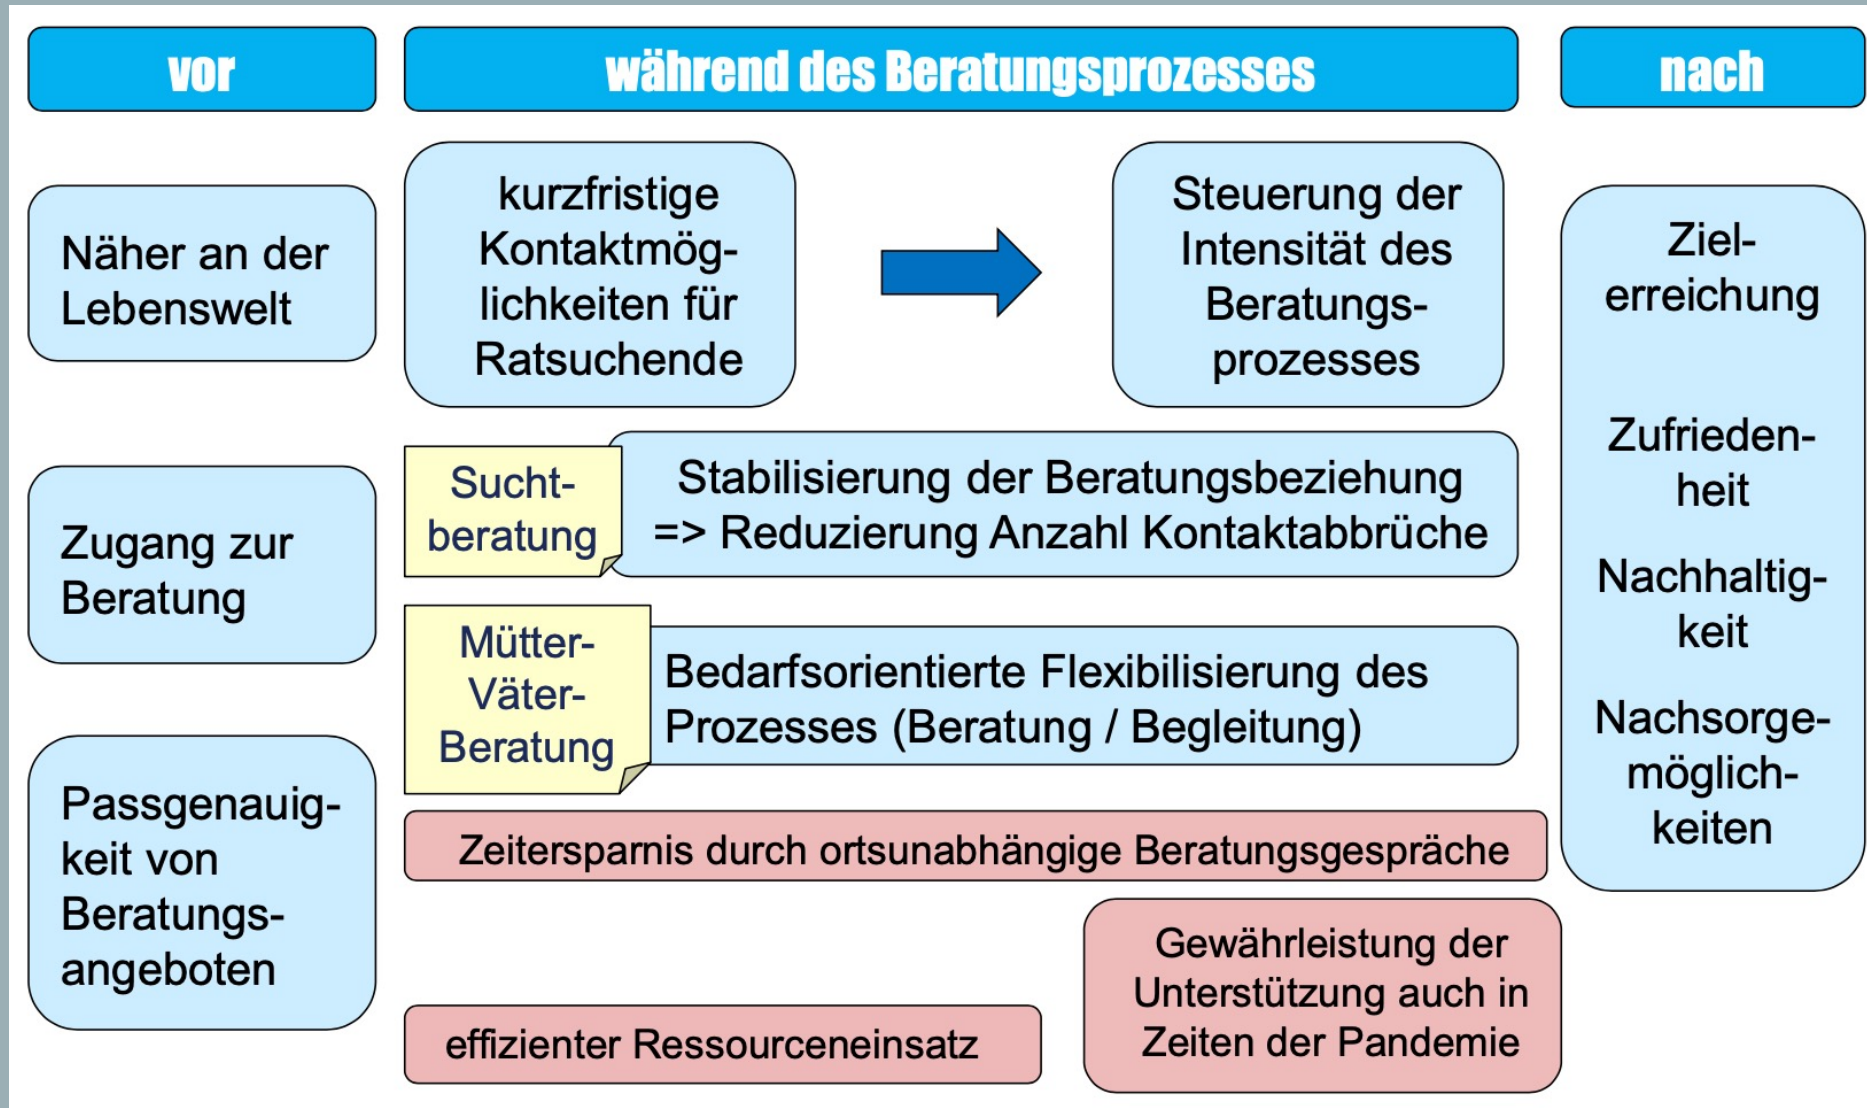 vor
während des Beratungsprozesses
nach
Näher an der
Lebenswelt
Zugang zur
Beratung
Passgenauig-
keit von
Beratungs-
angeboten
kurzfristige
Kontaktmög-
lichkeiten für
Ratsuchende
Steuerung der
Intensität des
Beratungs-
prozesses
Sucht-
beratung
Stabilisierung der Beratungsbeziehung
=> Reduzierung Anzahl Kontaktabbrüche
Mütter-
Väter-
Beratung
Bedarfsorientierte Flexibilisierung des
Prozesses (Beratung / Begleitung)
Zeitersparnis durch ortsunabhängige Beratungsgespräche
effizienter Ressourceneinsatz
Gewährleistung der
Unterstützung auch in
Zeiten der Pandemie
Ziel-
erreichung
Zufrieden-
heit
Nachhaltig-
keit
Nachsorge-
möglich-
keiten